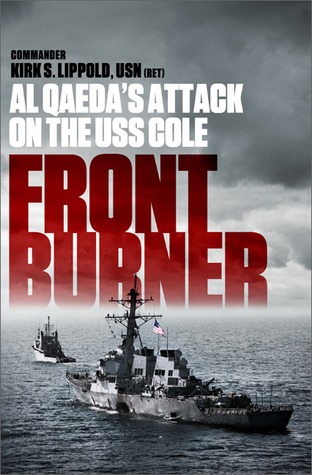 COMMANDER
KIRK S. LIPPOLD, USN (RET)
AL QAEDA'S ATTACK
ON THE USS COLE
FRONT
BURNER